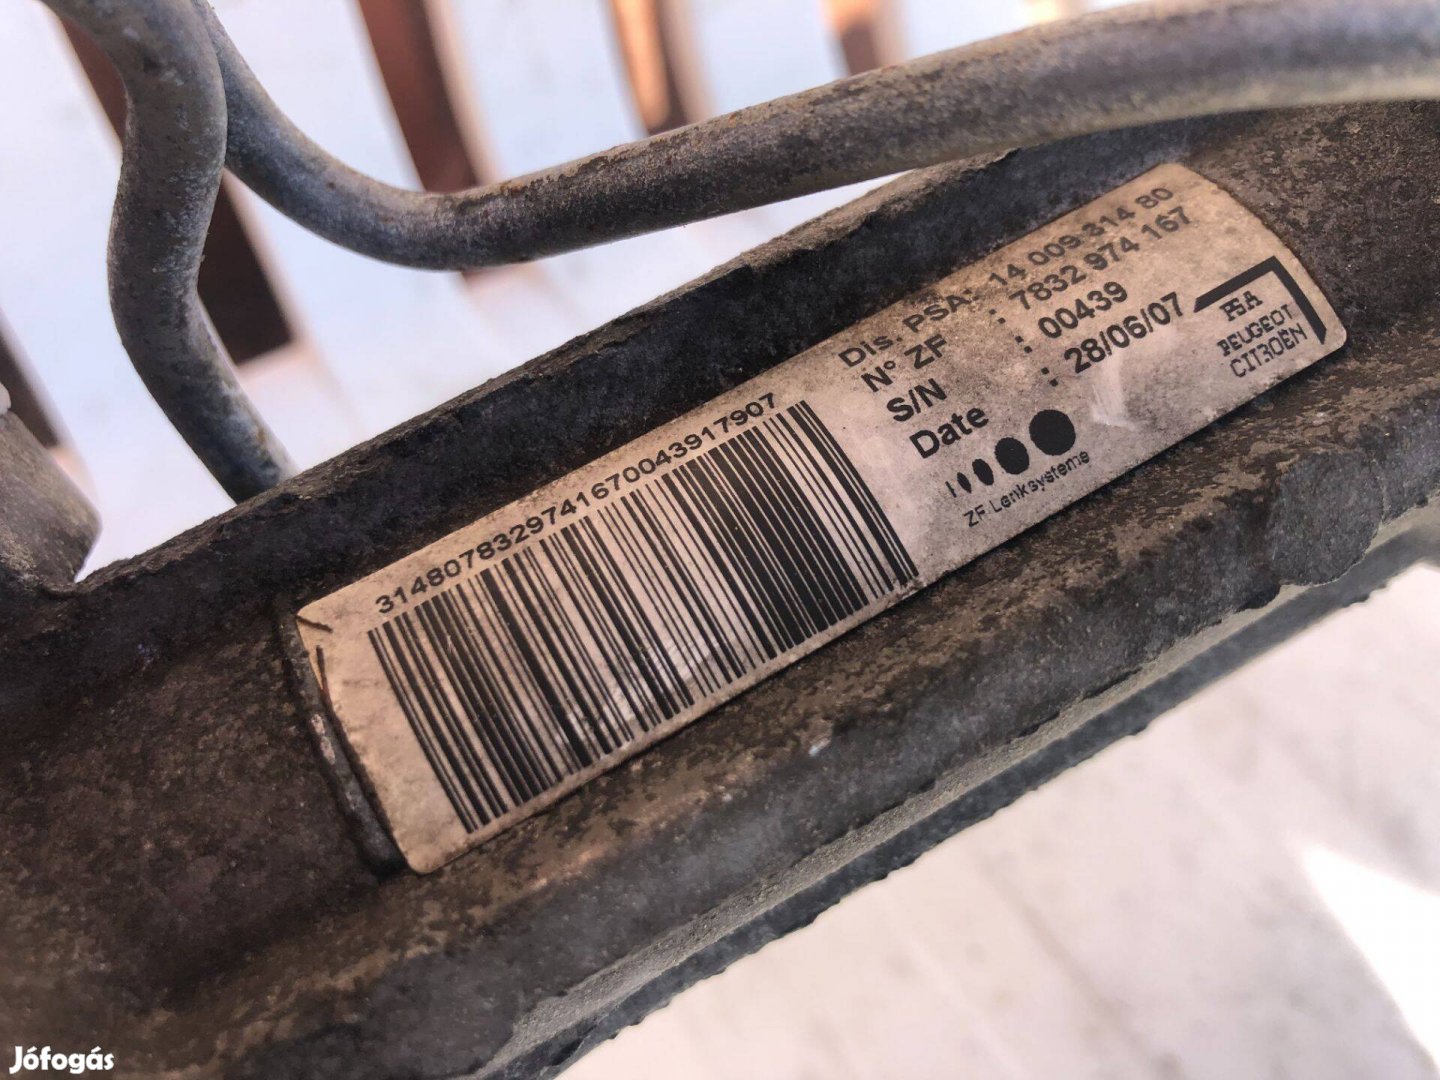 Dis. PSA: 14 009 314 80
N° ZF : 7832 974 167
S/N : 00439
Date : 28/06/07
PSA
PEUGEOT
CITROËN
ZF Lenksysteme
3148078329741670043917907
Jófogás